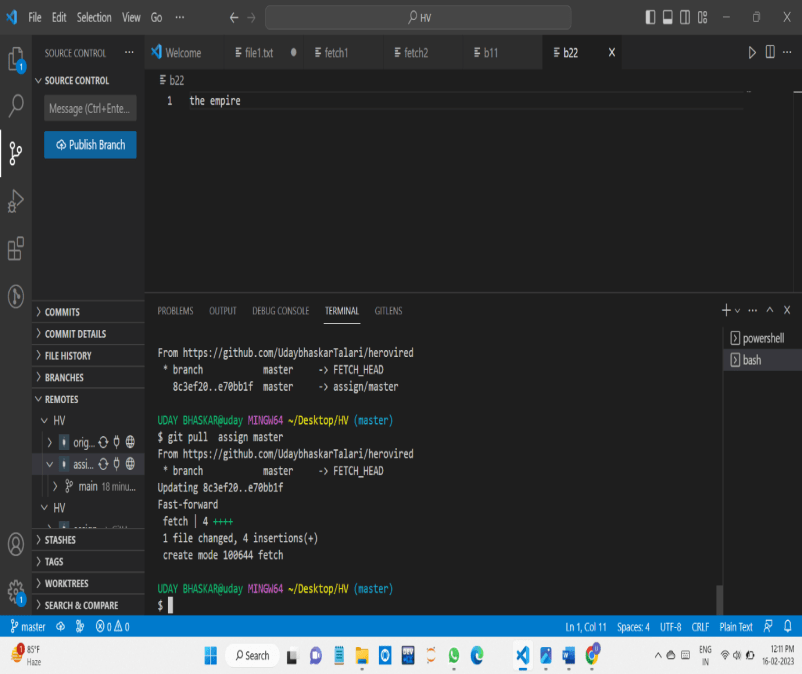 File Edit Selection View Go ··· HV
SOURCE CONTROL ···
Welcome file1.txt fetch1 fetch2 b11 b22
SOURCE CONTROL
b22
Message (Ctrl+Ente...
1 the empire
Publish Branch
COMMITS
COMMIT DETAILS
FILE HISTORY
BRANCHES
REMOTES
HV
orig...
assi...
main 18 minu...
HV
STASHES
TAGS
WORKTREES
SEARCH & COMPARE
PROBLEMS OUTPUT DEBUG CONSOLE TERMINAL GITLENS
powershell
bash
From https://github.com/UdaybhaskarTalari/herovired
* branch master -> FETCH_HEAD
8c3ef20..e70bb1f master -> assign/master
UDAY BHASKAR@uday MINGW64 ~/Desktop/HV (master)
$ git pull assign master
From https://github.com/UdaybhaskarTalari/herovired
* branch master -> FETCH_HEAD
Updating 8c3ef20..e70bb1f
Fast-forward
fetch | 4 ++++
1 file changed, 4 insertions(+)
create mode 100644 fetch
UDAY BHASKAR@uday MINGW64 ~/Desktop/HV (master)
$
master 0 0 Ln 1, Col 11 Spaces: 4 UTF-8 CRLF Plain Text
85°F
Haze
Search
ENG
IN
12:11 PM
16-02-2023